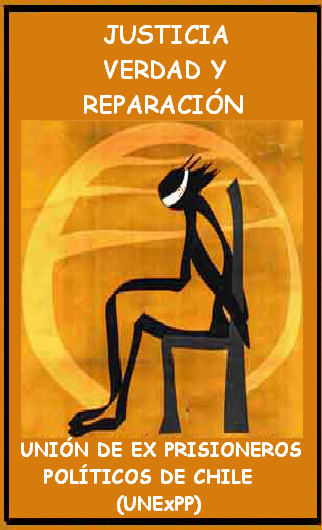 JUSTICIA
VERDAD Y
REPARACIÓN
UNIÓN DE EX PRISIONEROS
POLÍTICOS DE CHILE
(UNExPP)